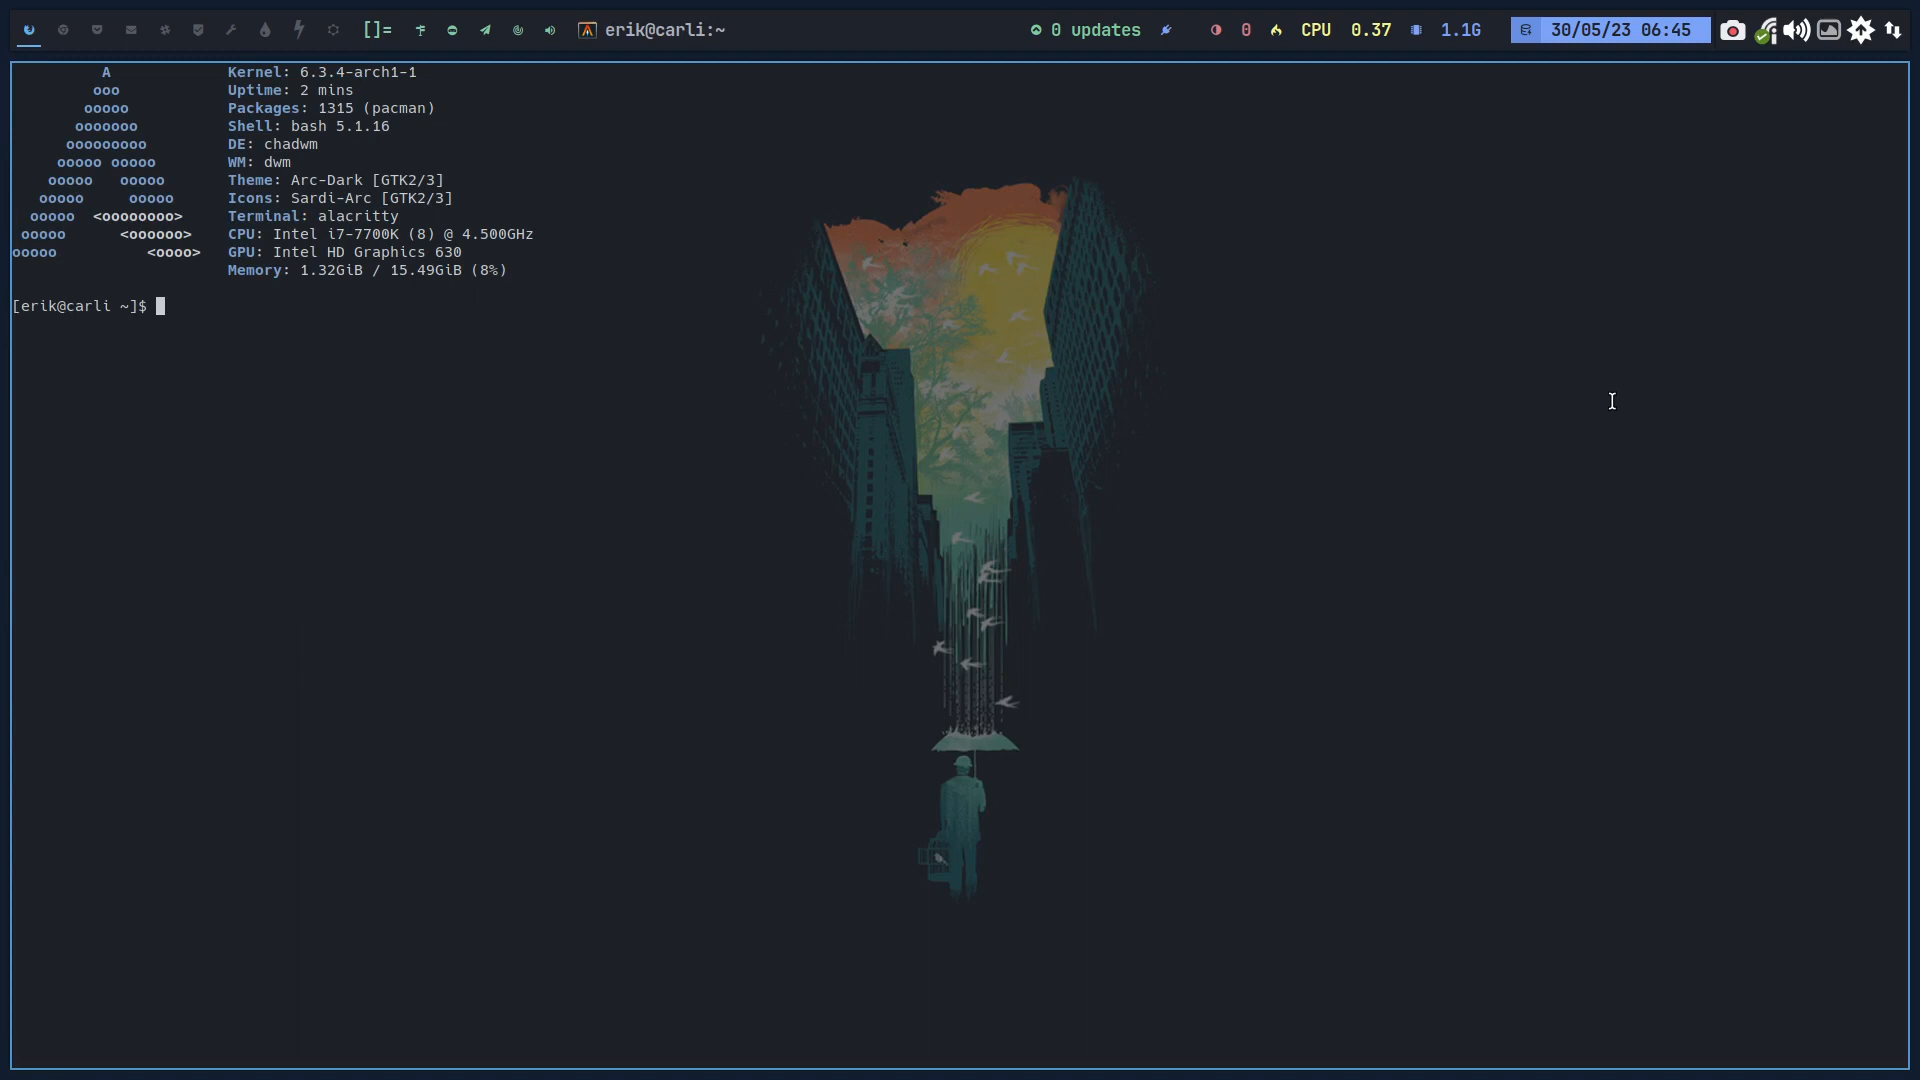 []= erik@carli:~ 0 updates 0 CPU 0.37 1.1G 30/05/23 06:45
A Kernel: 6.3.4-arch1-1
ooo Uptime: 2 mins
ooooo Packages: 1315 (pacman)
ooooooo Shell: bash 5.1.16
ooooooooo DE: chadwm
ooooo ooooo WM: dwm
ooooo ooooo Theme: Arc-Dark [GTK2/3]
ooooo ooooo Icons: Sardi-Arc [GTK2/3]
ooooo <oooooooo> Terminal: alacritty
ooooo <oooooo> CPU: Intel i7-7700K (8) @ 4.500GHz
ooooo <oooo> GPU: Intel HD Graphics 630
Memory: 1.32GiB / 15.49GiB (8%)
[erik@carli ~]$